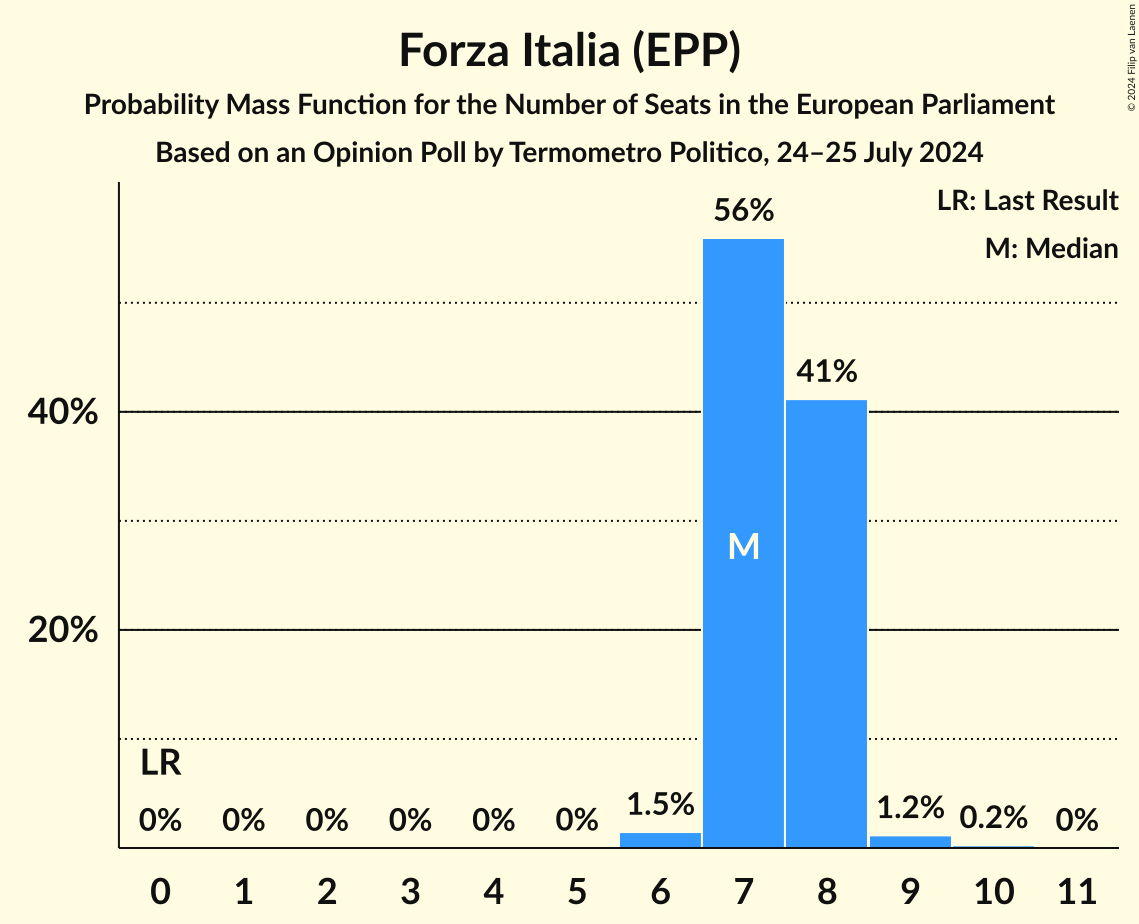 Forza Italia (EPP)
Probability Mass Function for the Number of Seats in the European Parliament
Based on an Opinion Poll by Termometro Politico, 24–25 July 2024
© 2024 Filip van Laenen
LR: Last Result
M: Median
56%
41%
40%
M
20%
LR
0% 0% 0% 0% 0% 0% 1.5% 1.2% 0.2% 0%
0 1 2 3 4 5 6 7 8 9 10 11